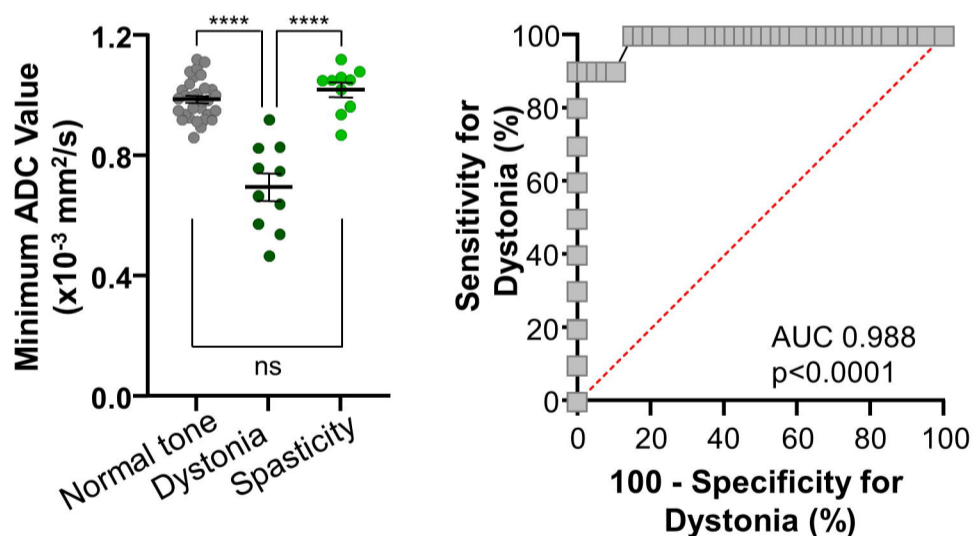 Minimum ADC Value
(x10⁻³ mm²/s)
1.2
0.8
0.4
0.0
****
****
ns
Normal tone
Dystonia
Spasticity
Sensitivity for
Dystonia (%)
100
80
60
40
20
0
AUC 0.988
p<0.0001
0 20 40 60 80 100
100 - Specificity for
Dystonia (%)